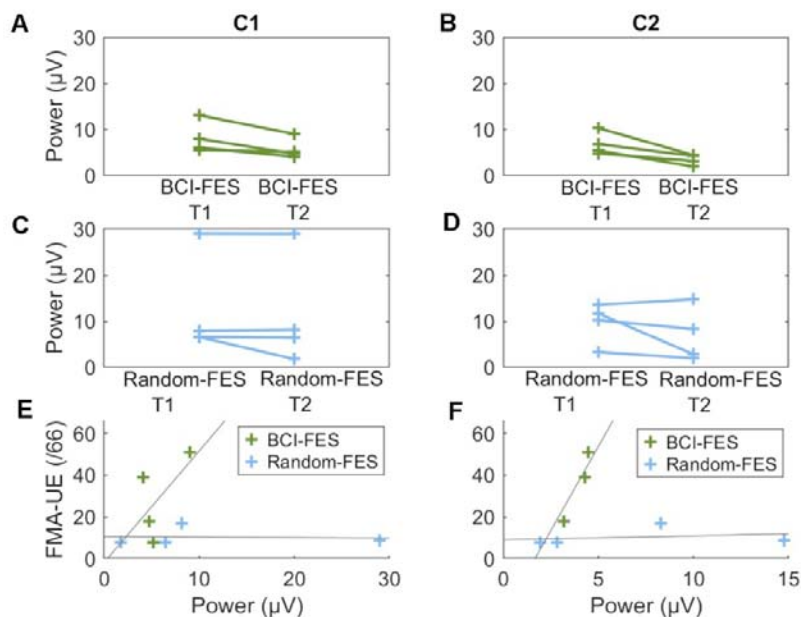 A C1 B C2
30 30
20 20
10 10
0 0
Power (µV)
BCI-FES BCI-FES BCI-FES BCI-FES
T1 T2 T1 T2
C D
30 30
20 20
10 10
0 0
Power (µV)
Random-FES Random-FES Random-FES Random-FES
T1 T2 T1 T2
E F
60 60
40 40
20 20
0 0
FMA-UE (/66)
BCI-FES BCI-FES
Random-FES Random-FES
0 10 20 30 0 5 10 15
Power (µV) Power (µV)